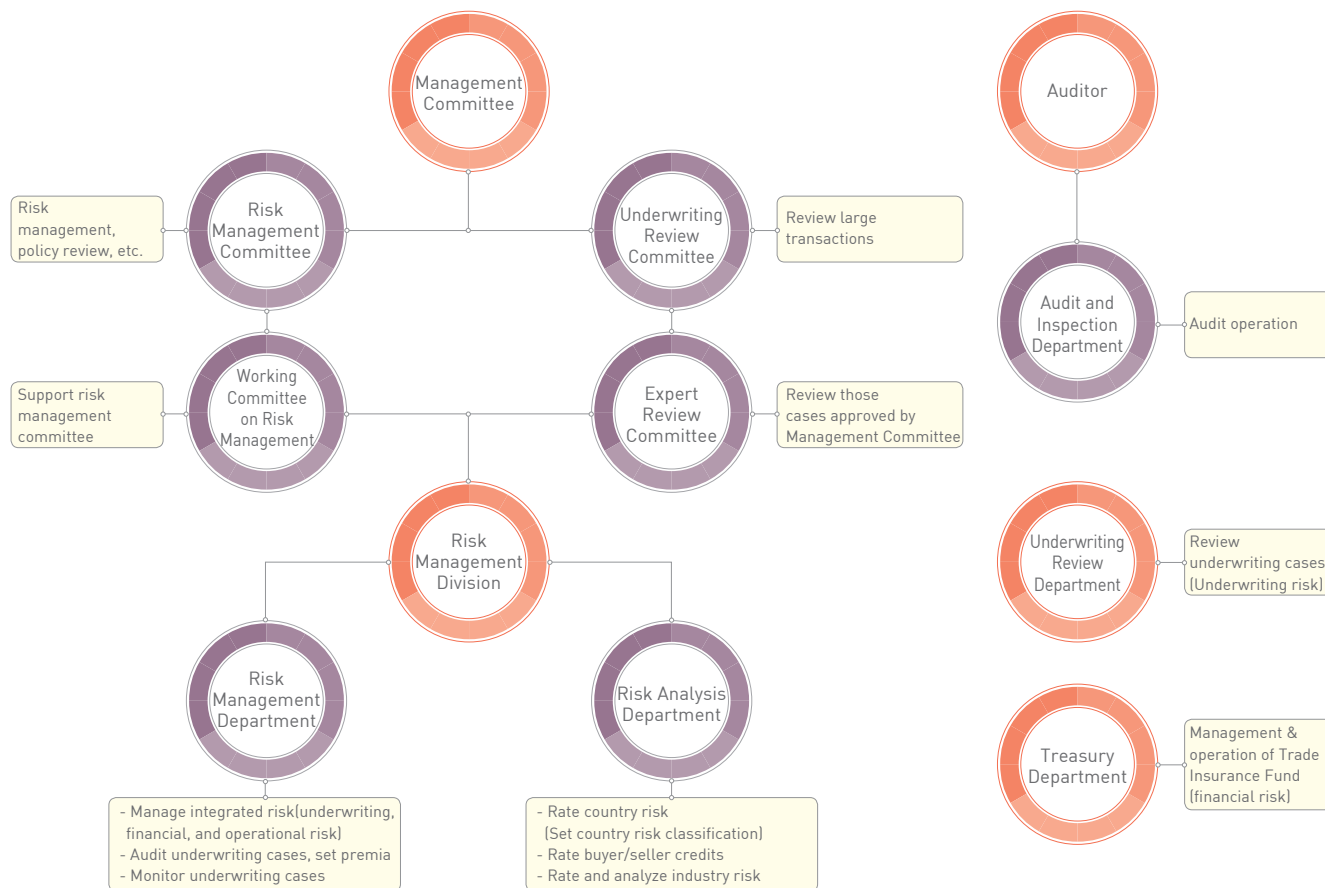 Management
Committee
Auditor
Risk
management,
policy review, etc.
Risk
Management
Committee
Underwriting
Review
Committee
Review large
transactions
Audit and
Inspection
Department
Audit operation
Support risk
management
committee
Working
Committee
on Risk
Management
Expert
Review
Committee
Review those
cases approved by
Management Committee
Risk
Management
Division
Underwriting
Review
Department
Review
underwriting cases
(Underwriting risk)
Risk
Management
Department
Risk Analysis
Department
Treasury
Department
Management &
operation of Trade
Insurance Fund
(financial risk)
- Manage integrated risk(underwriting,
financial, and operational risk)
- Audit underwriting cases, set premia
- Monitor underwriting cases
- Rate country risk
(Set country risk classification)
- Rate buyer/seller credits
- Rate and analyze industry risk